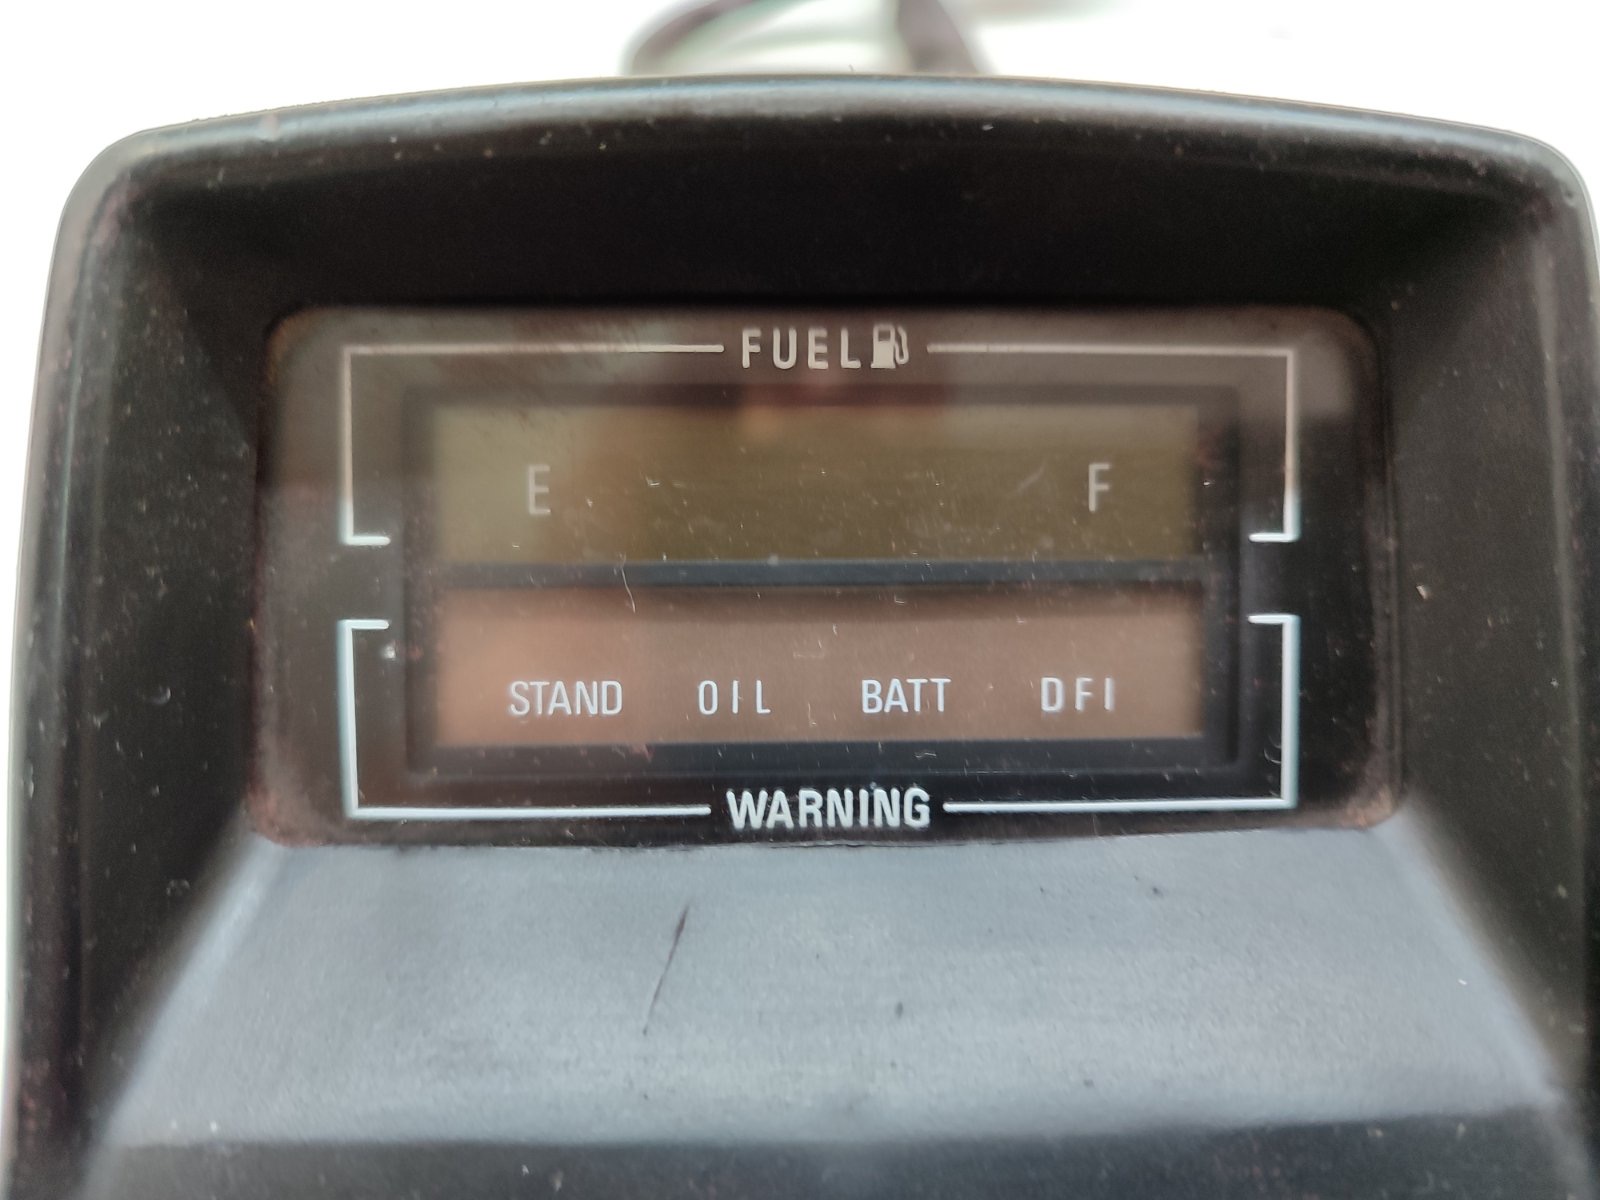 FUEL
E F
STAND OIL BATT DFI
WARNING